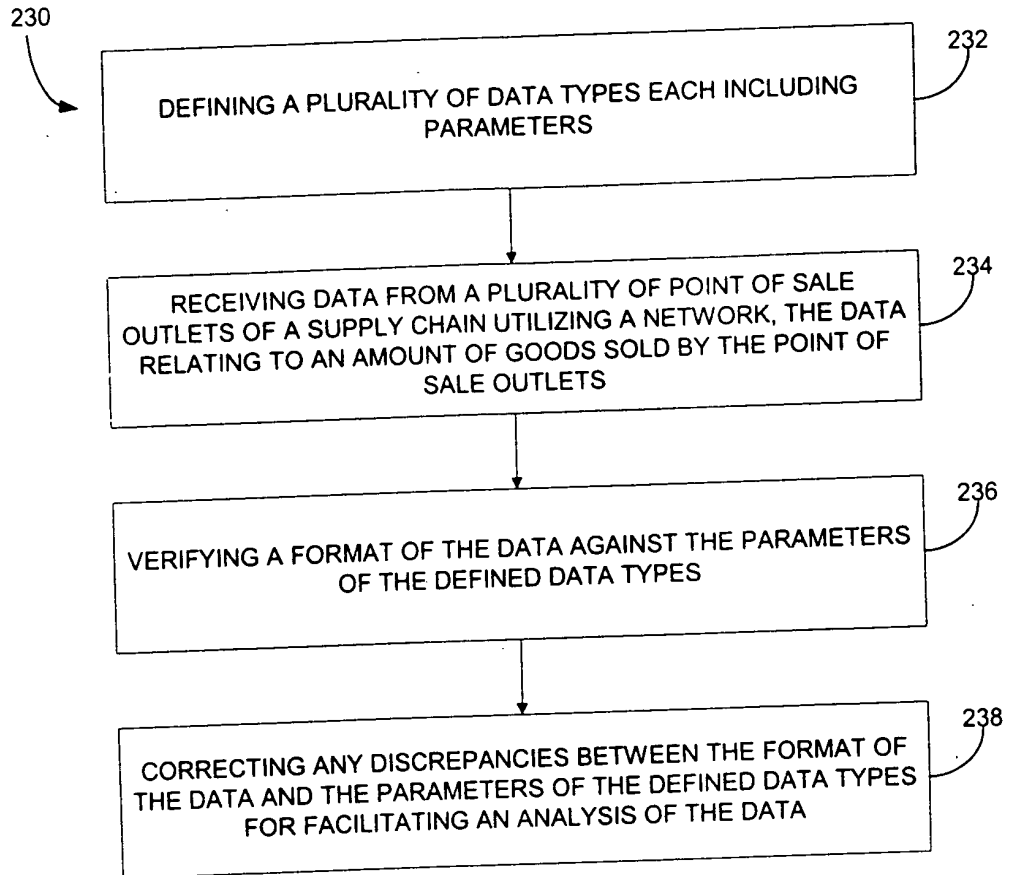 230
232
DEFINING A PLURALITY OF DATA TYPES EACH INCLUDING
PARAMETERS
234
RECEIVING DATA FROM A PLURALITY OF POINT OF SALE
OUTLETS OF A SUPPLY CHAIN UTILIZING A NETWORK, THE DATA
RELATING TO AN AMOUNT OF GOODS SOLD BY THE POINT OF
SALE OUTLETS
236
VERIFYING A FORMAT OF THE DATA AGAINST THE PARAMETERS
OF THE DEFINED DATA TYPES
238
CORRECTING ANY DISCREPANCIES BETWEEN THE FORMAT OF
THE DATA AND THE PARAMETERS OF THE DEFINED DATA TYPES
FOR FACILITATING AN ANALYSIS OF THE DATA